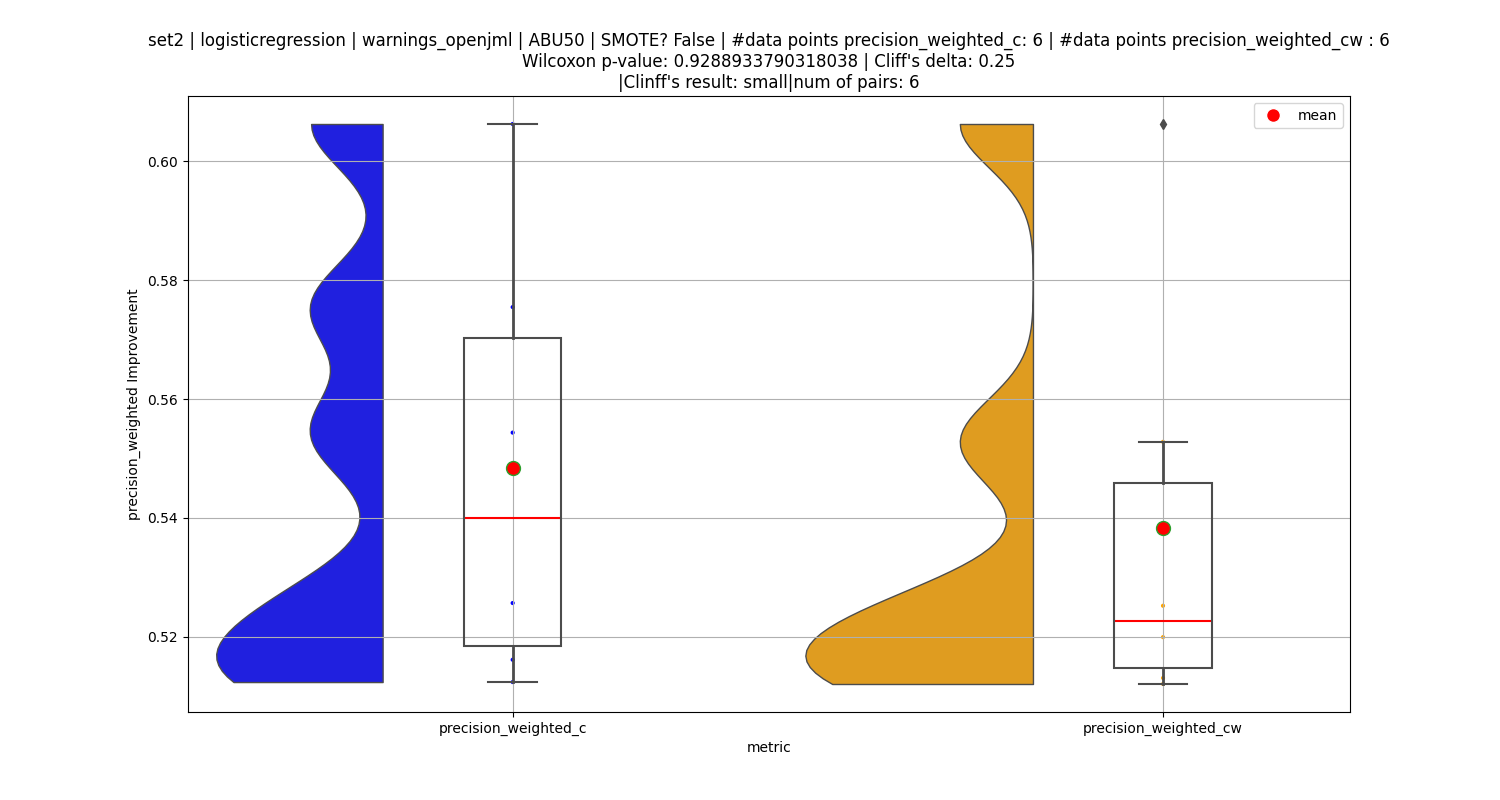 set2 | logisticregression | warnings_openjml | ABU50 | SMOTE? False | #data points precision_weighted_c: 6 | #data points precision_weighted_cw : 6
Wilcoxon p-value: 0.9288933790318038 | Cliff's delta: 0.25
|Clinff's result: small|num of pairs: 6
mean
0.60
0.58
0.56
0.54
0.52
precision_weighted Improvement
precision_weighted_c
precision_weighted_cw
metric